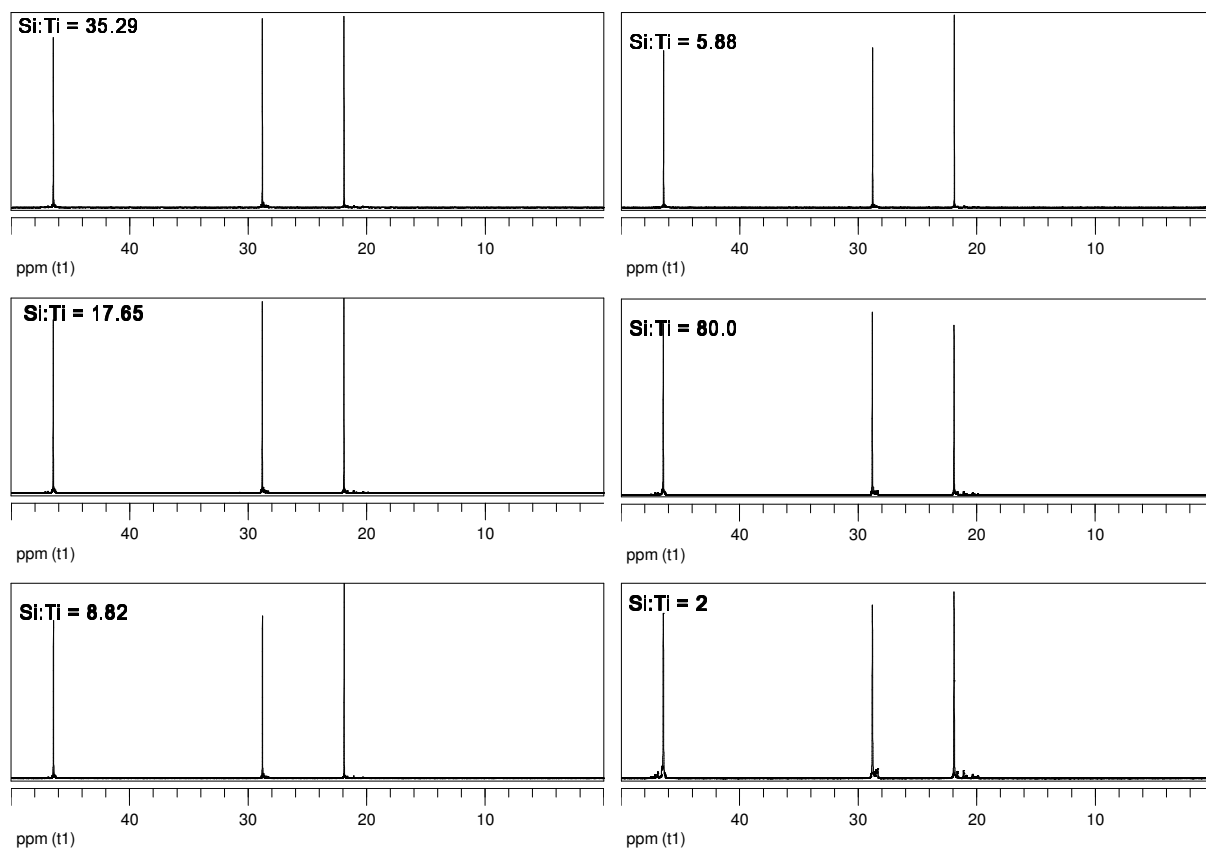 Si:Ti = 35.29
40 30 20 10
ppm (t1)
Si:Ti = 5.88
40 30 20 10
ppm (t1)
Si:Ti = 17.65
40 30 20 10
ppm (t1)
Si:Ti = 80.0
40 30 20 10
ppm (t1)
Si:Ti = 8.82
40 30 20 10
ppm (t1)
Si:Ti = 2
40 30 20 10
ppm (t1)